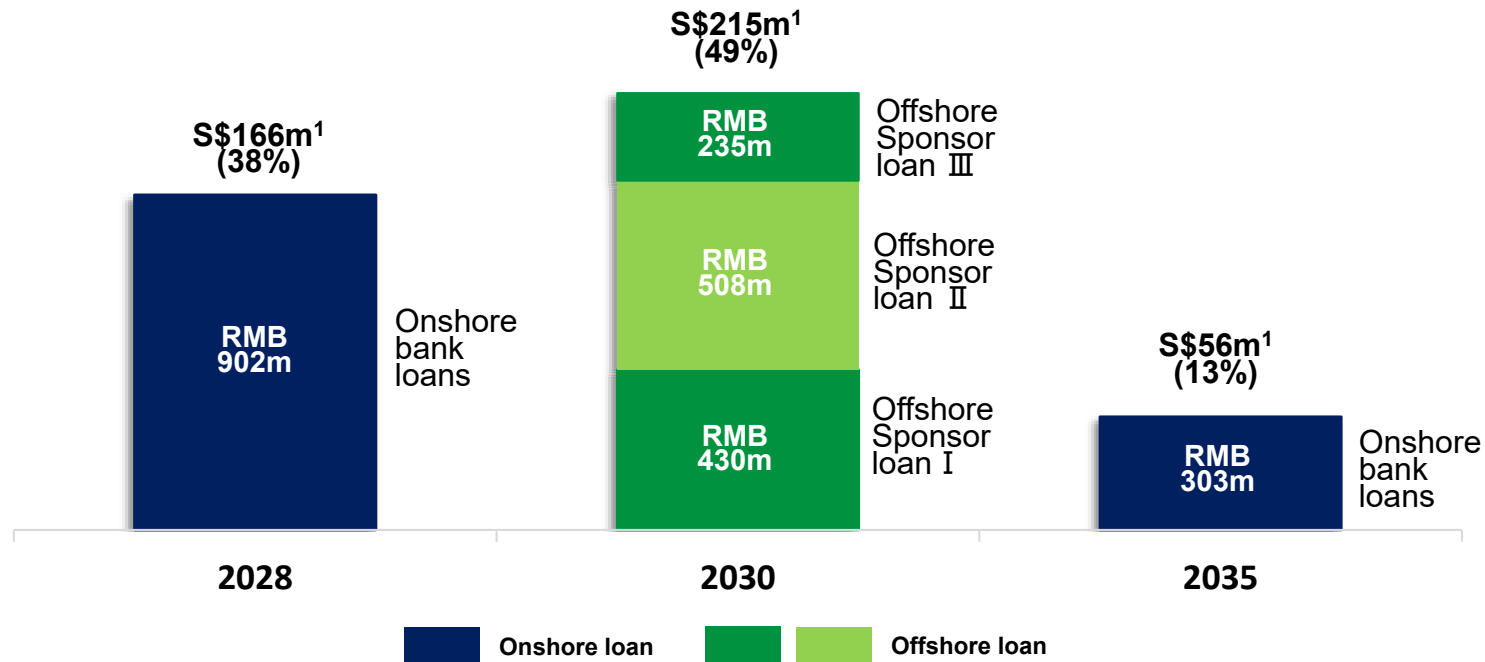 S$166m¹
(38%)
RMB
902m
Onshore
bank
loans
S$215m¹
(49%)
RMB
235m
Offshore
Sponsor
loan Ⅲ
RMB
508m
Offshore
Sponsor
loan Ⅱ
RMB
430m
Offshore
Sponsor
loan Ⅰ
S$56m¹
(13%)
RMB
303m
Onshore
bank
loans
2028
2030
2035
Onshore loan
Offshore loan